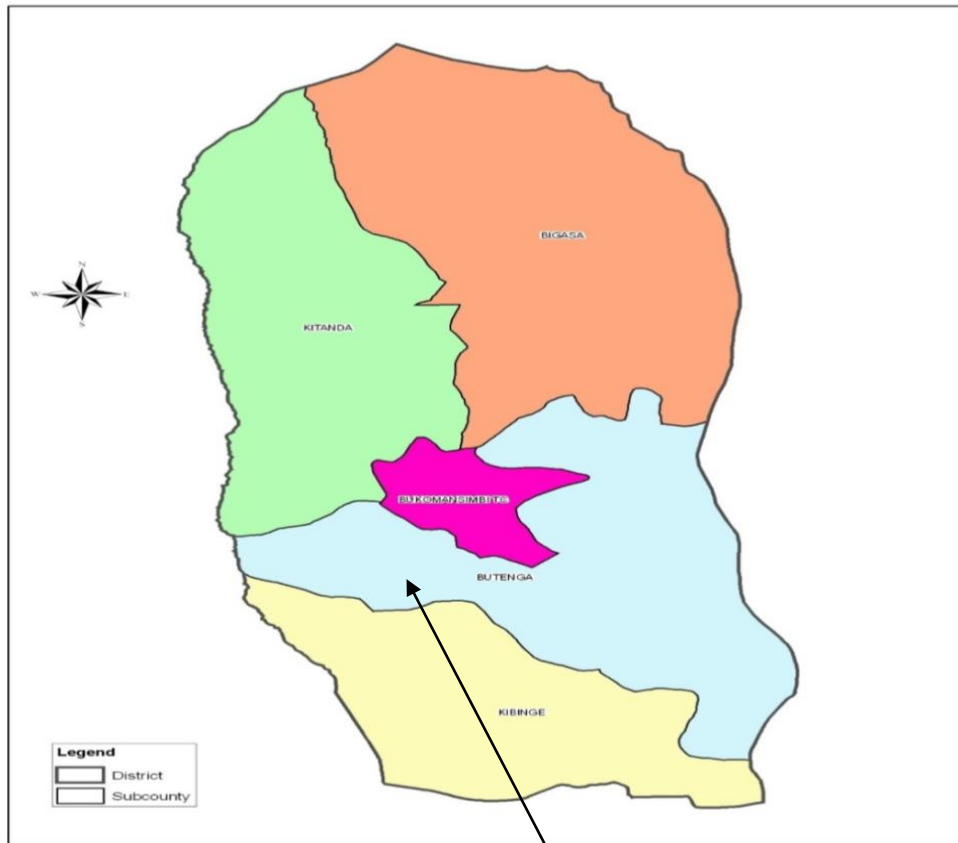 BIGASA
N
W E
S
KITANDA
BUKOMANSIMBI TC
BUTENGA
KIBINGE
Legend
District
Subcounty